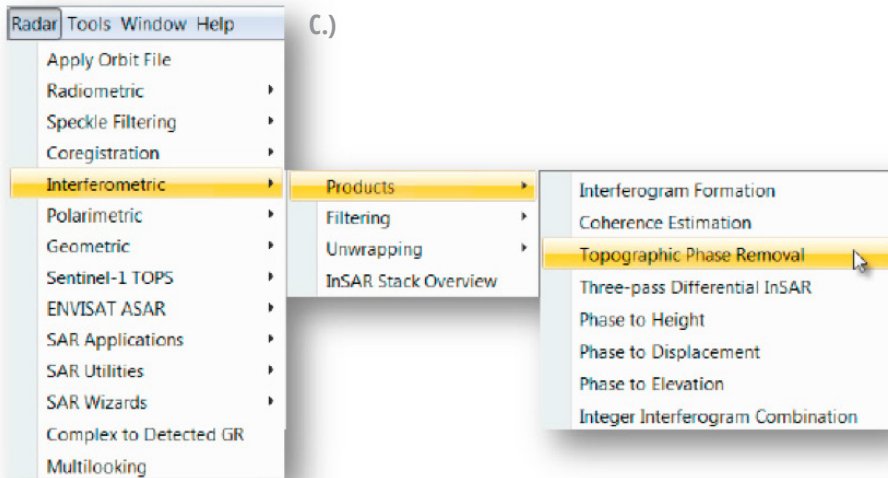 Radar Tools Window Help
C.)
Apply Orbit File
Radiometric
Speckle Filtering
Coregistration
Interferometric
Polarimetric
Geometric
Sentinel-1 TOPS
ENVISAT ASAR
SAR Applications
SAR Utilities
SAR Wizards
Complex to Detected GR
Multilooking
Products
Filtering
Unwrapping
InSAR Stack Overview
Interferogram Formation
Coherence Estimation
Topographic Phase Removal
Three-pass Differential InSAR
Phase to Height
Phase to Displacement
Phase to Elevation
Integer Interferogram Combination